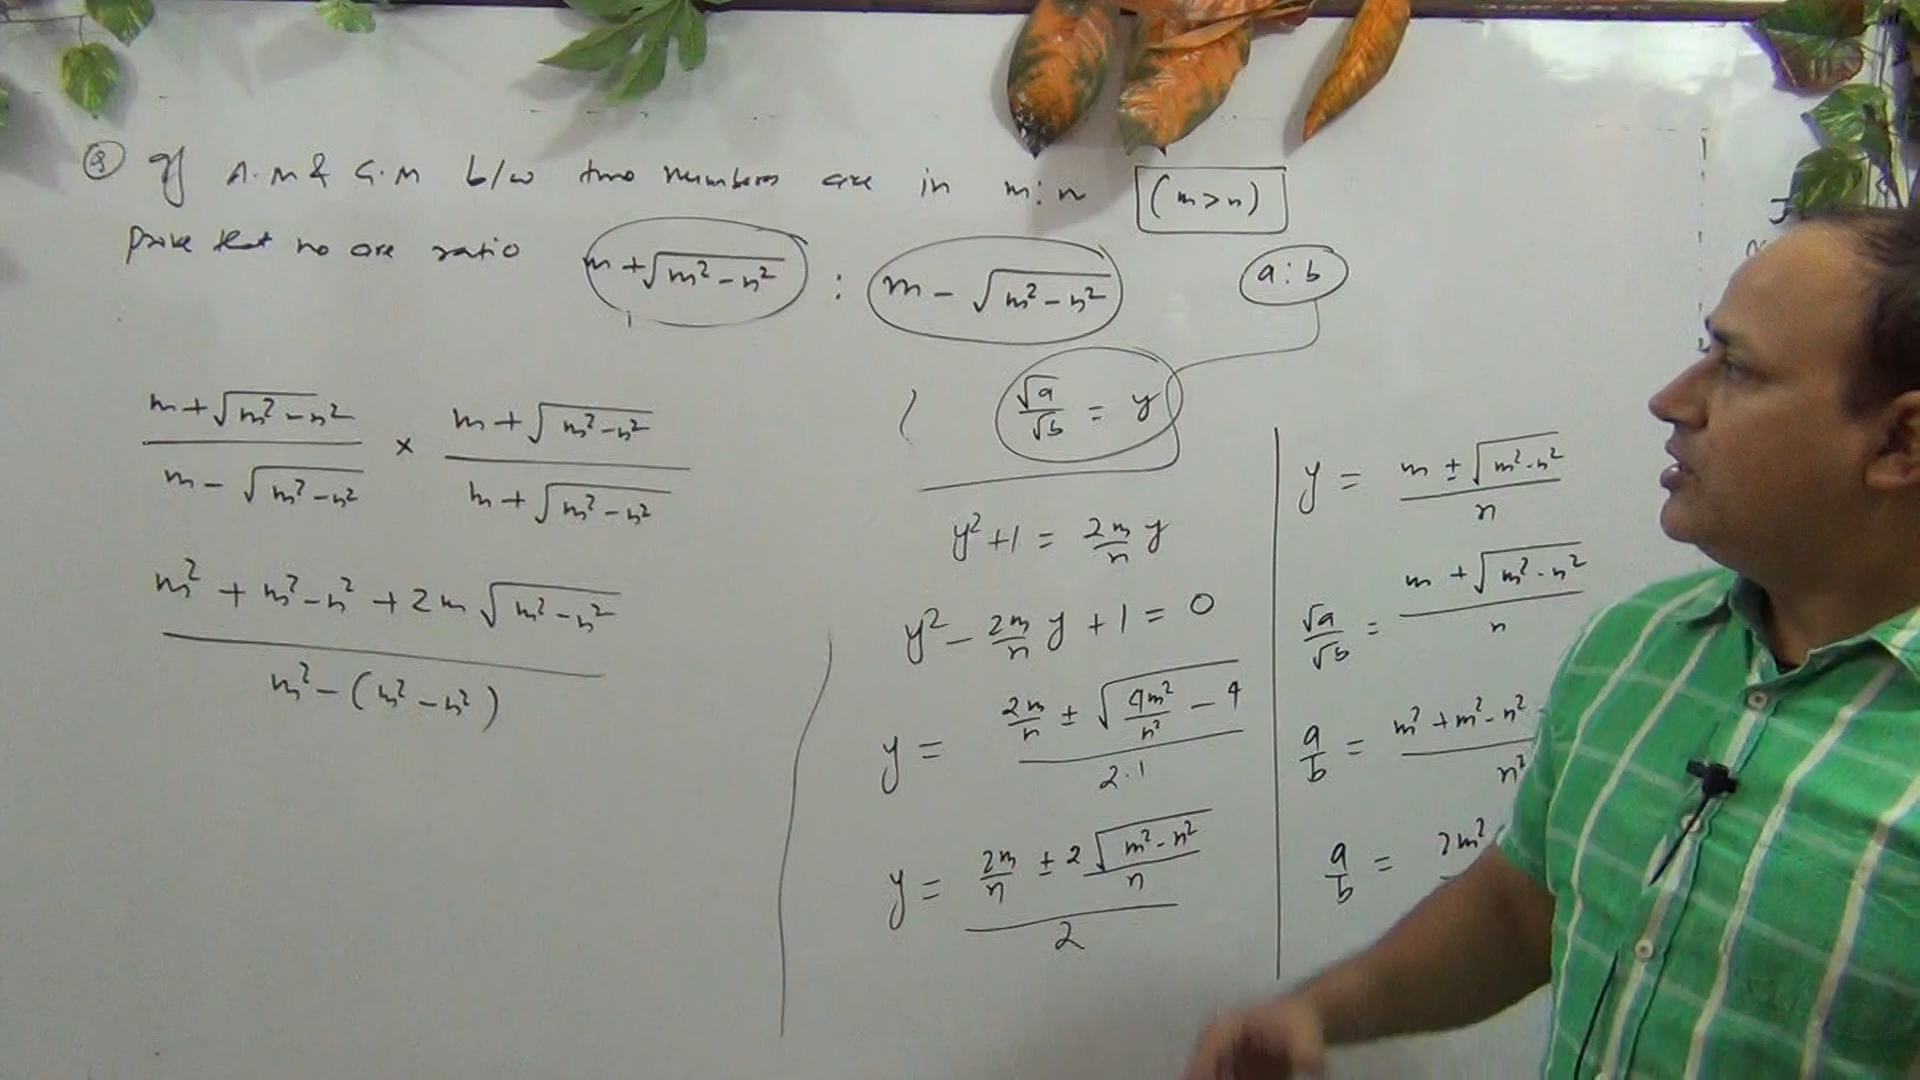 Q If A.M & G.M b/w two numbers are in m:n (m>n)
prove that no are ratio m+√(m²-n²) : m-√(m²-n²) a:b
(m+√(m²-n²))/(m-√(m²-n²)) × (m+√(m²-n²))/(m+√(m²-n²))
(m²+m²-n²+2m√(m²-n²))/(m²-(m²-n²))
√a/√b = y
y²+1 = 2m/n y
y² - 2m/n y + 1 = 0
y = (2m/n ± √(4m²/n² - 4))/(2.1)
y = (2m/n ± 2√(m²-n²)/n)/2
y = (m ± √(m²-n²))/n
√a/√b = (m + √(m²-n²))/n
a/b = (m²+m²-n²)/n²
a/b = 2m²